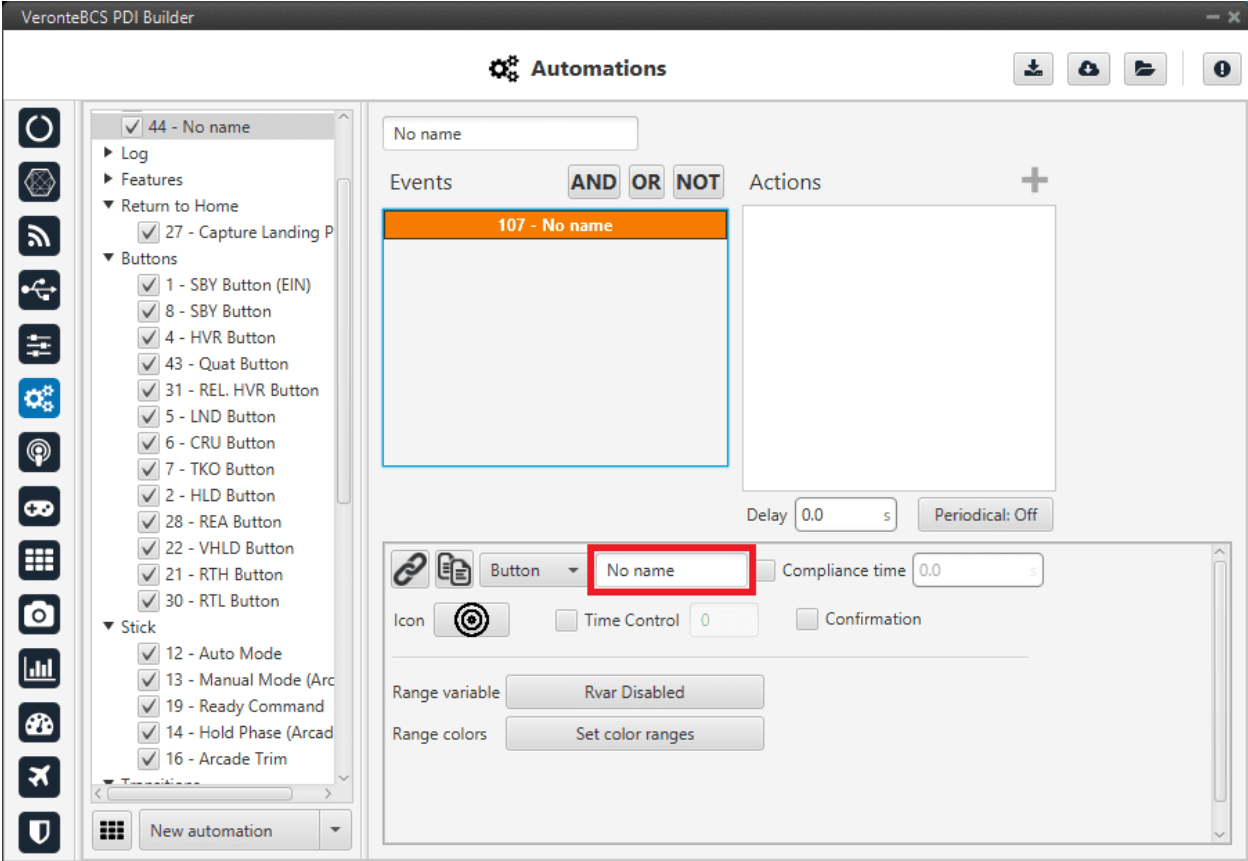 VeronteBCS PDI Builder
Automations
44 - No name
Log
Features
Return to Home
27 - Capture Landing P
Buttons
1 - SBY Button (EIN)
8 - SBY Button
4 - HVR Button
43 - Quat Button
31 - REL. HVR Button
5 - LND Button
6 - CRU Button
7 - TKO Button
2 - HLD Button
28 - REA Button
22 - VHLD Button
21 - RTH Button
30 - RTL Button
Stick
12 - Auto Mode
13 - Manual Mode (Arc
19 - Ready Command
14 - Hold Phase (Arcad
16 - Arcade Trim
Transitions
New automation
No name
Events AND OR NOT Actions
107 - No name
Delay 0.0 s Periodical: Off
Button No name Compliance time 0.0 s
Icon Time Control 0 Confirmation
Range variable Rvar Disabled
Range colors Set color ranges